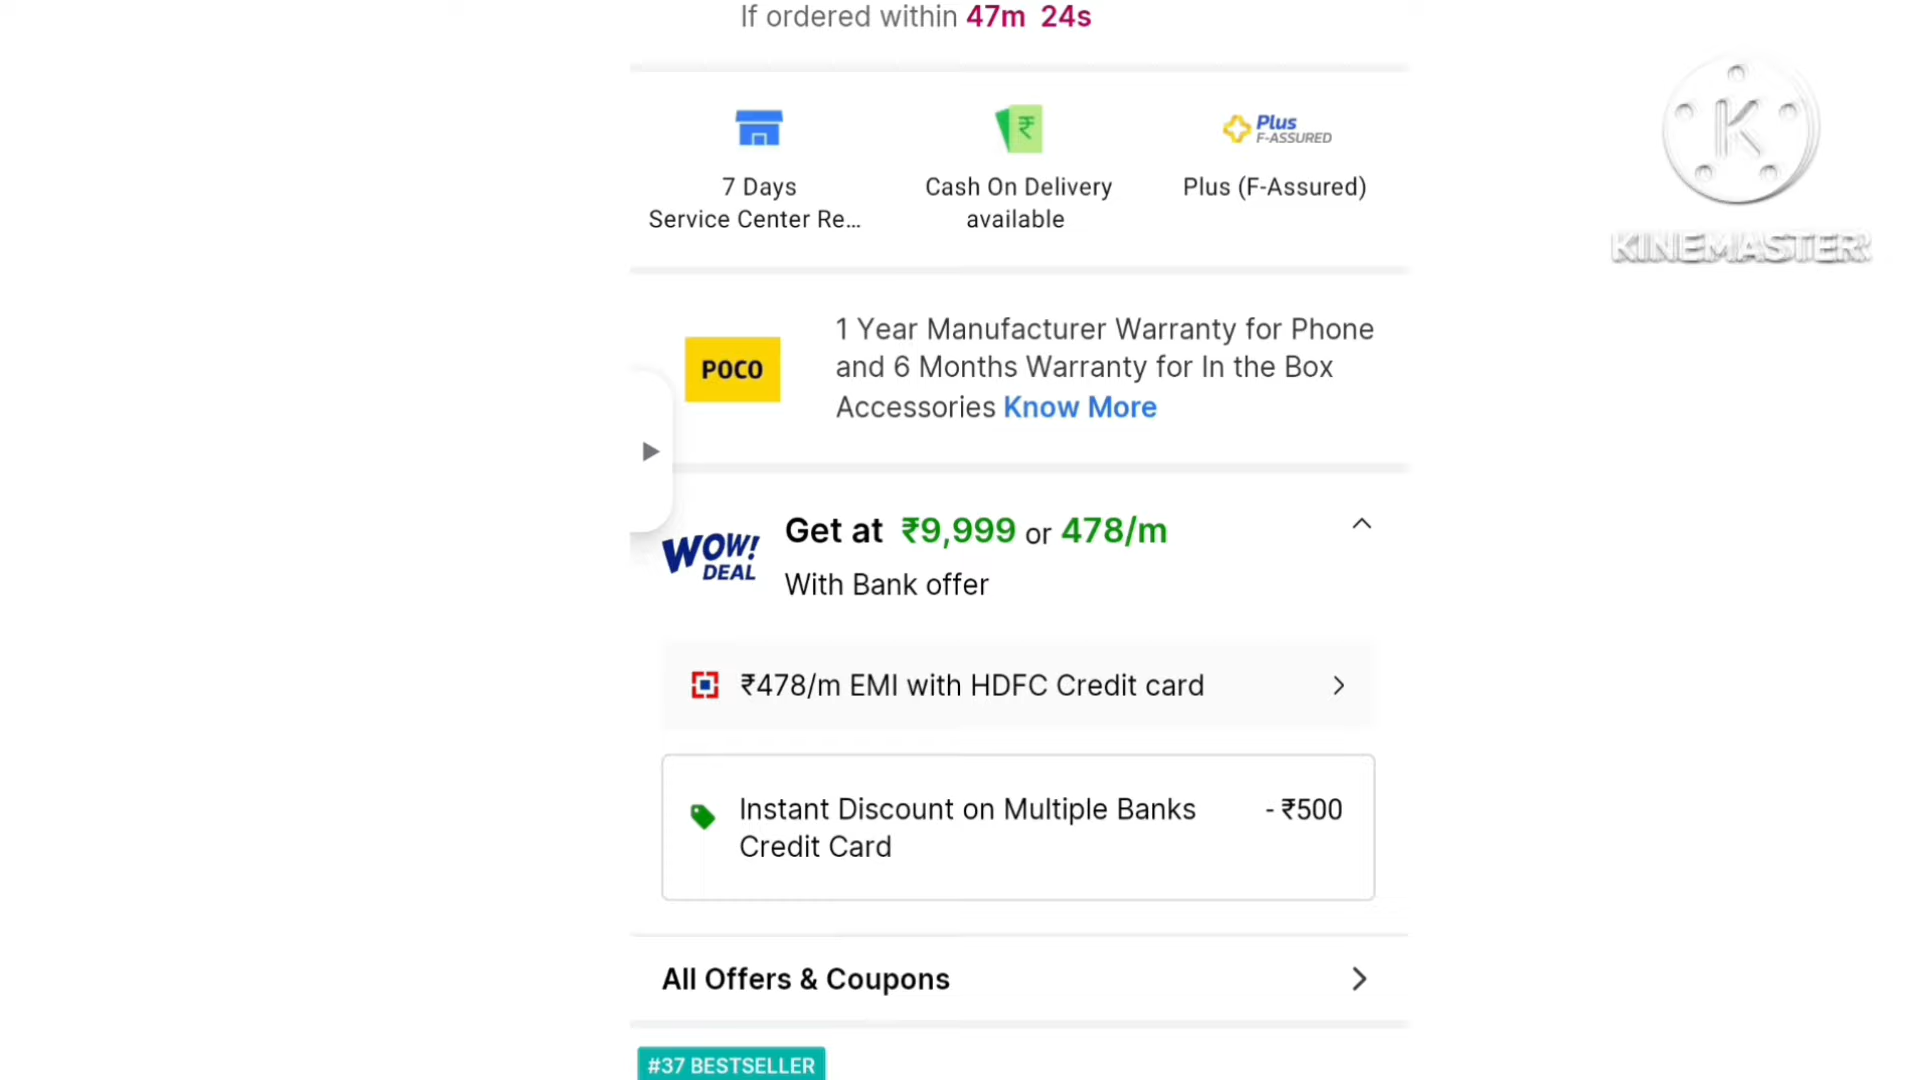 If ordered within 47m 24s
7 Days
Service Center Re...
Cash On Delivery
available
Plus
F-ASSURED
Plus (F-Assured)
K
KINEMASTER
POCO
1 Year Manufacturer Warranty for Phone
and 6 Months Warranty for In the Box
Accessories Know More
WOW!
DEAL
Get at ₹9,999 or 478/m
With Bank offer
₹478/m EMI with HDFC Credit card
Instant Discount on Multiple Banks - ₹500
Credit Card
All Offers & Coupons
#37 BESTSELLER